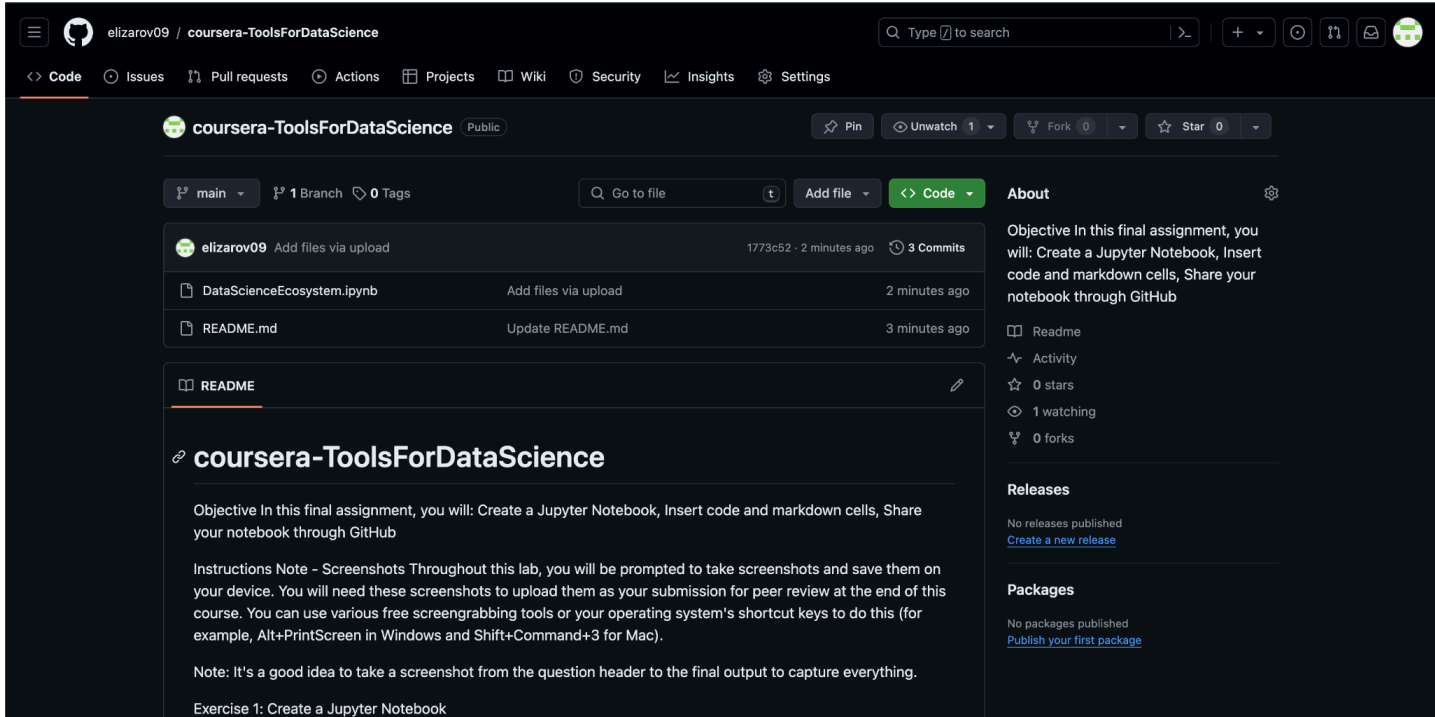 elizarov09 / coursera-ToolsForDataScience
Type / to search
Code Issues Pull requests Actions Projects Wiki Security Insights Settings
coursera-ToolsForDataScience Public
Pin Unwatch 1 Fork 0 Star 0
main 1 Branch 0 Tags Go to file t Add file Code
elizarov09 Add files via upload 1773c52 · 2 minutes ago 3 Commits
DataScienceEcosystem.ipynb Add files via upload 2 minutes ago
README.md Update README.md 3 minutes ago
README
coursera-ToolsForDataScience
Objective In this final assignment, you will: Create a Jupyter Notebook, Insert code and markdown cells, Share
your notebook through GitHub
Instructions Note - Screenshots Throughout this lab, you will be prompted to take screenshots and save them on
your device. You will need these screenshots to upload them as your submission for peer review at the end of this
course. You can use various free screengrabbing tools or your operating system's shortcut keys to do this (for
example, Alt+PrintScreen in Windows and Shift+Command+3 for Mac).
Note: It's a good idea to take a screenshot from the question header to the final output to capture everything.
Exercise 1: Create a Jupyter Notebook
About
Objective In this final assignment, you
will: Create a Jupyter Notebook, Insert
code and markdown cells, Share your
notebook through GitHub
Readme
Activity
0 stars
1 watching
0 forks
Releases
No releases published
Create a new release
Packages
No packages published
Publish your first package